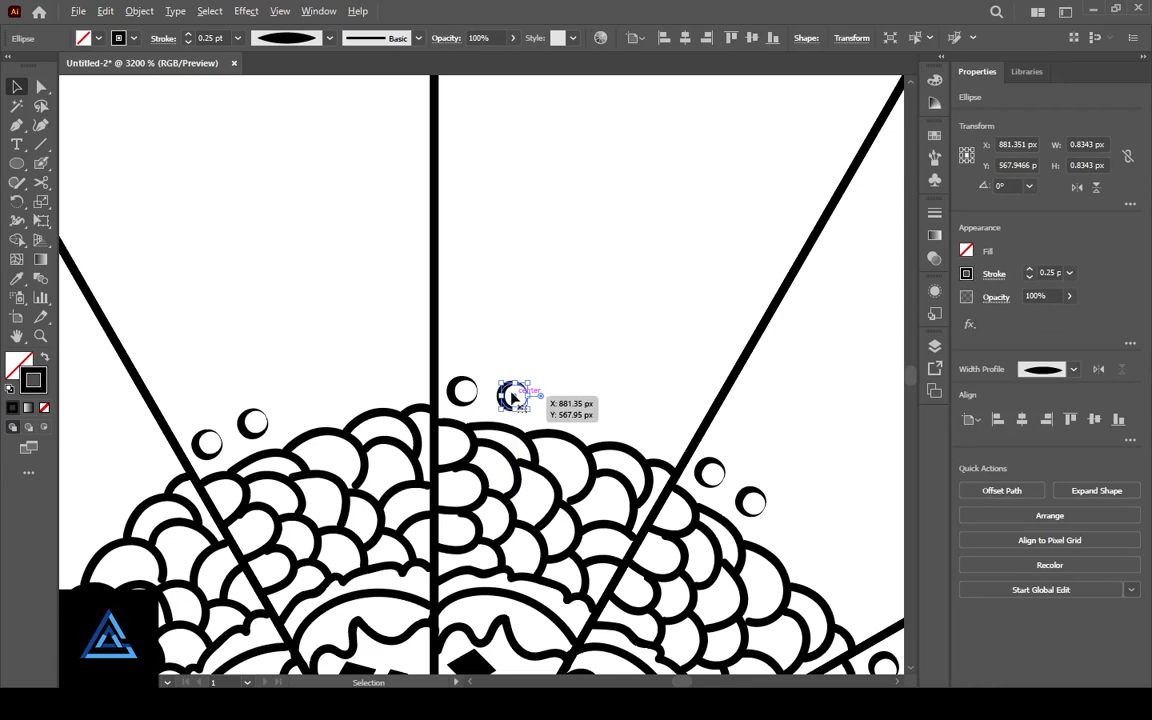 Ai File Edit Object Type Select Effect View Window Help
Ellipse Stroke: 0.25 pt Basic Opacity: 100% Style: Shape: Transform
Untitled-2* @ 3200 % (RGB/Preview) ×
Properties Libraries
Ellipse
Transform
X: 881.351 px W: 0.8343 px
Y: 567.9466 p H: 0.8343 px
0°
Appearance
Fill
Stroke 0.25 p
Opacity 100%
fx.
Width Profile
Align
Align:
Quick Actions
Offset Path Expand Shape
Arrange
Align to Pixel Grid
Recolor
Start Global Edit
center
X: 881.35 px
Y: 567.95 px
1 Selection